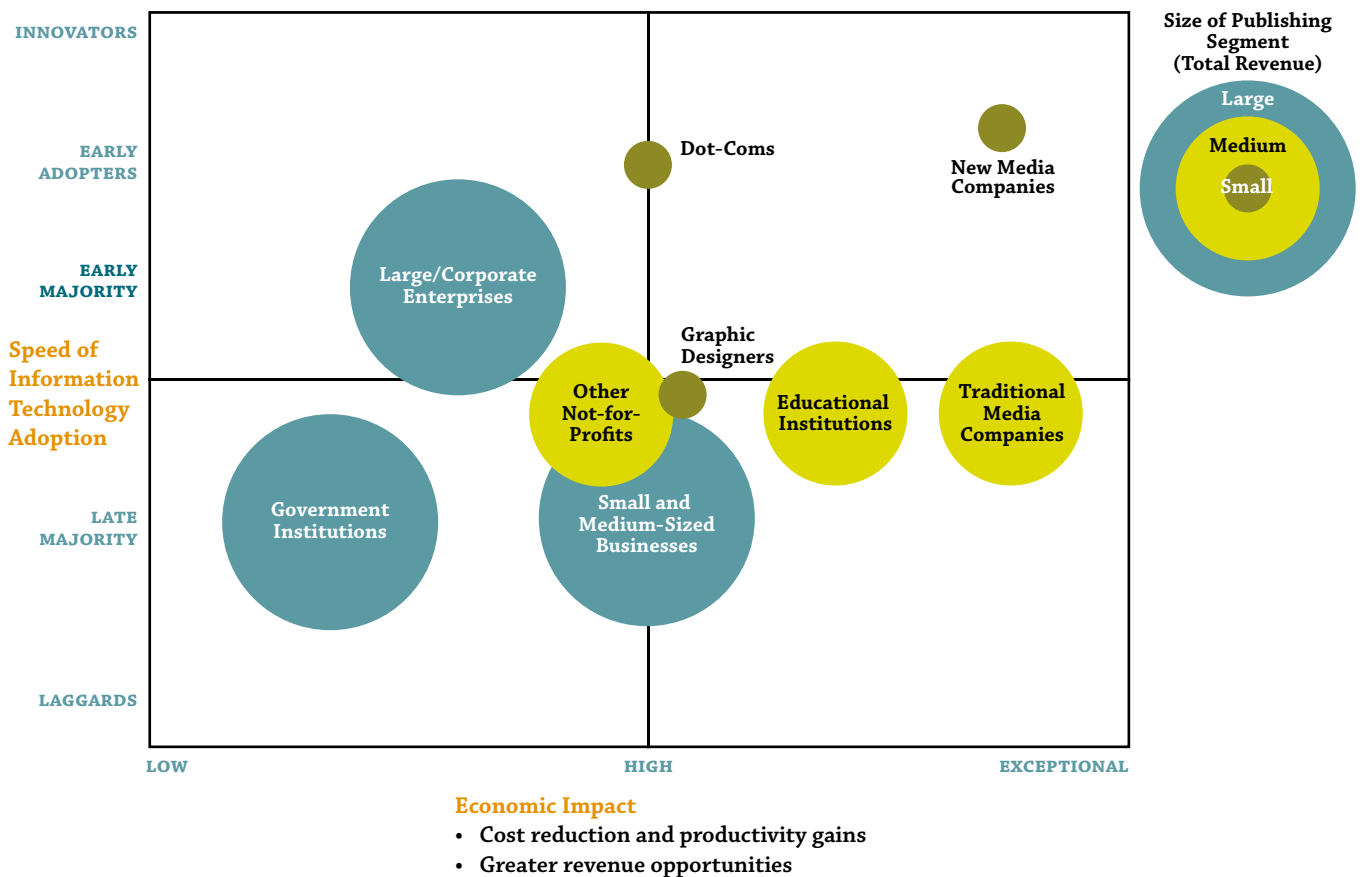 INNOVATORS
EARLY
ADOPTERS
EARLY
MAJORITY
Speed of
Information
Technology
Adoption
LATE
MAJORITY
LAGGARDS
Dot-Coms
New Media
Companies
Large/Corporate
Enterprises
Graphic
Designers
Other
Not-for-
Profits
Educational
Institutions
Traditional
Media
Companies
Government
Institutions
Small and
Medium-Sized
Businesses
Size of Publishing
Segment
(Total Revenue)
Large
Medium
Small
LOW
HIGH
EXCEPTIONAL
Economic Impact
• Cost reduction and productivity gains
• Greater revenue opportunities